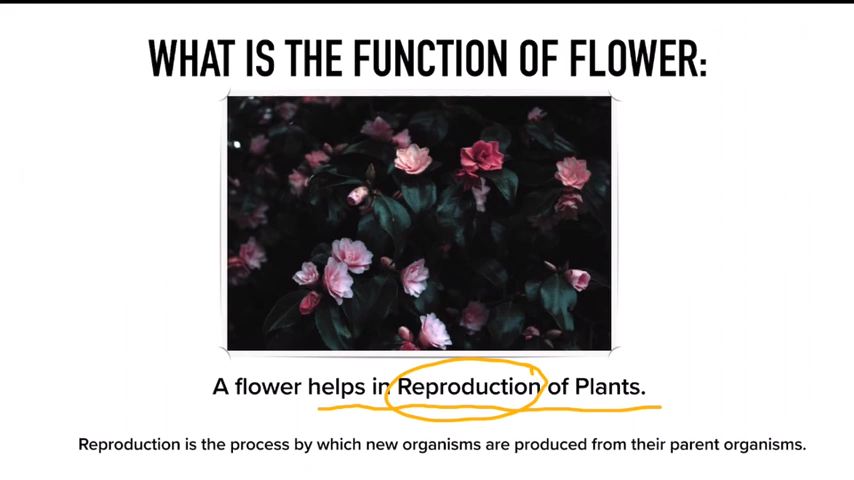 WHAT IS THE FUNCTION OF FLOWER:
A flower helps in Reproduction of Plants.
Reproduction is the process by which new organisms are produced from their parent organisms.